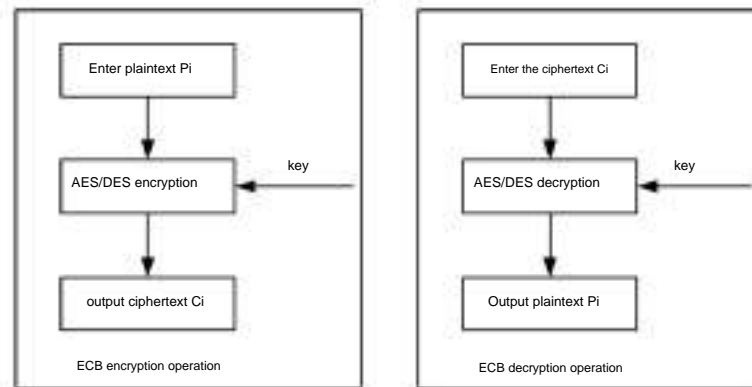 Enter plaintext Pi
AES/DES encryption
key
output ciphertext Ci
ECB encryption operation
Enter the ciphertext Ci
AES/DES decryption
key
Output plaintext Pi
ECB decryption operation